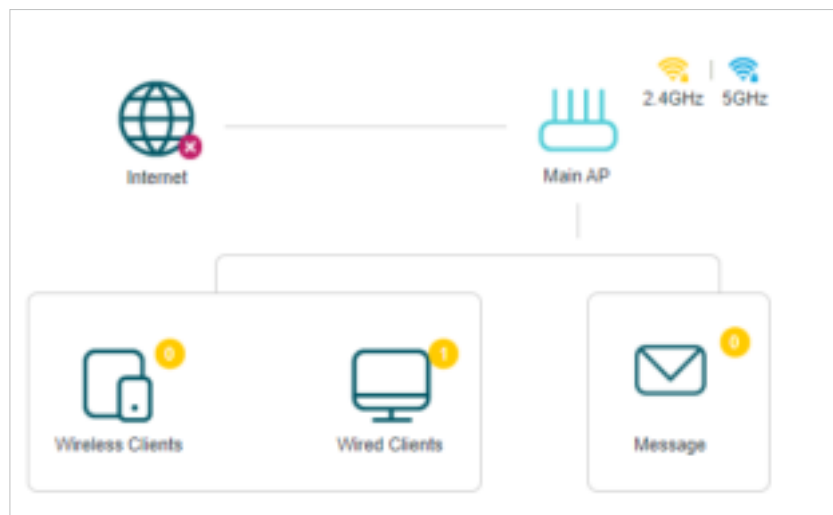 2.4GHz | 5GHz
Internet
Main AP
0
1
0
Wireless Clients
Wired Clients
Message